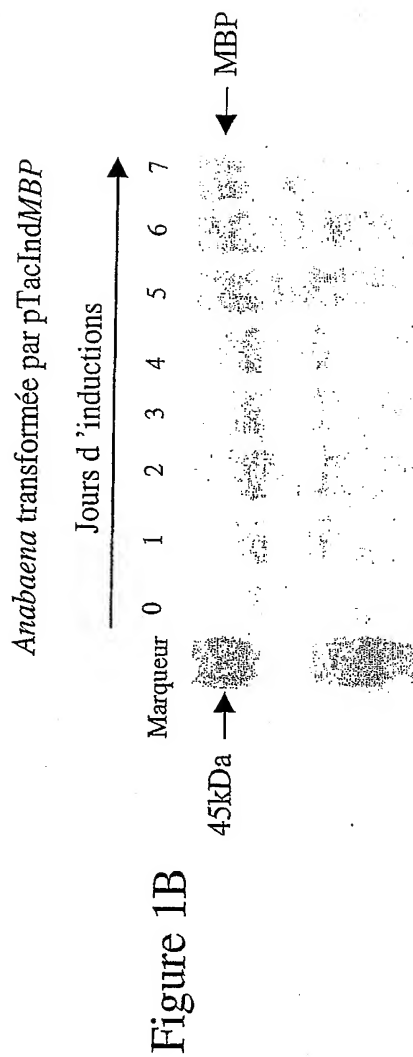 Figure 1B
Anabaena transformée par pTacIndMBP
Jours d 'inductions
Marqueur 0 1 2 3 4 5 6 7
45kDa
MBP